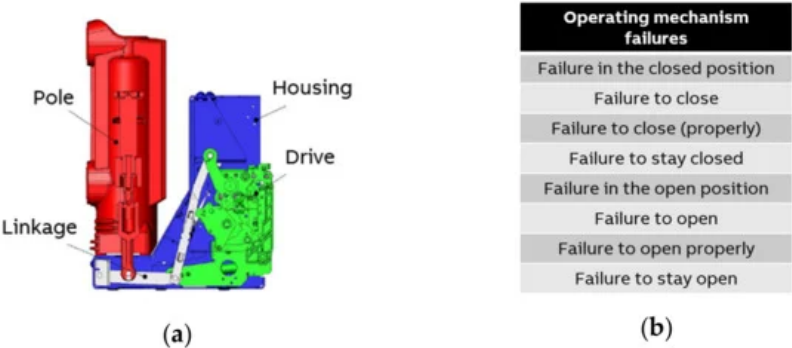 Pole
Housing
Drive
Linkage
(a)
Operating mechanism
failures
Failure in the closed position
Failure to close
Failure to close (properly)
Failure to stay closed
Failure in the open position
Failure to open
Failure to open properly
Failure to stay open
(b)